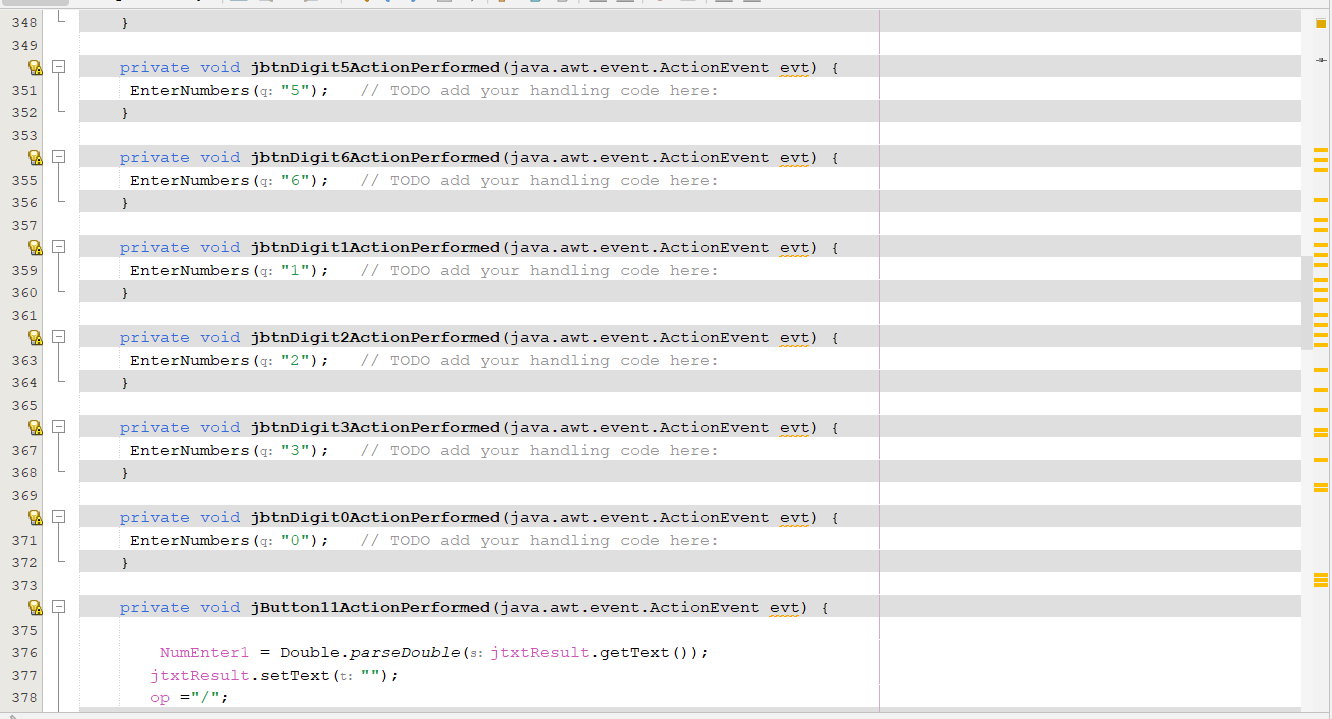 348 }
349
private void jbtnDigit5ActionPerformed(java.awt.event.ActionEvent evt) {
351 EnterNumbers(q: "5"); // TODO add your handling code here:
352 }
353
private void jbtnDigit6ActionPerformed(java.awt.event.ActionEvent evt) {
355 EnterNumbers(q: "6"); // TODO add your handling code here:
356 }
357
private void jbtnDigit1ActionPerformed(java.awt.event.ActionEvent evt) {
359 EnterNumbers(q: "1"); // TODO add your handling code here:
360 }
361
private void jbtnDigit2ActionPerformed(java.awt.event.ActionEvent evt) {
363 EnterNumbers(q: "2"); // TODO add your handling code here:
364 }
365
private void jbtnDigit3ActionPerformed(java.awt.event.ActionEvent evt) {
367 EnterNumbers(q: "3"); // TODO add your handling code here:
368 }
369
private void jbtnDigit0ActionPerformed(java.awt.event.ActionEvent evt) {
371 EnterNumbers(q: "0"); // TODO add your handling code here:
372 }
373
private void jButton11ActionPerformed(java.awt.event.ActionEvent evt) {
375
376 NumEnter1 = Double.parseDouble(s: jtxtResult.getText());
377 jtxtResult.setText(t: "");
378 op ="/";